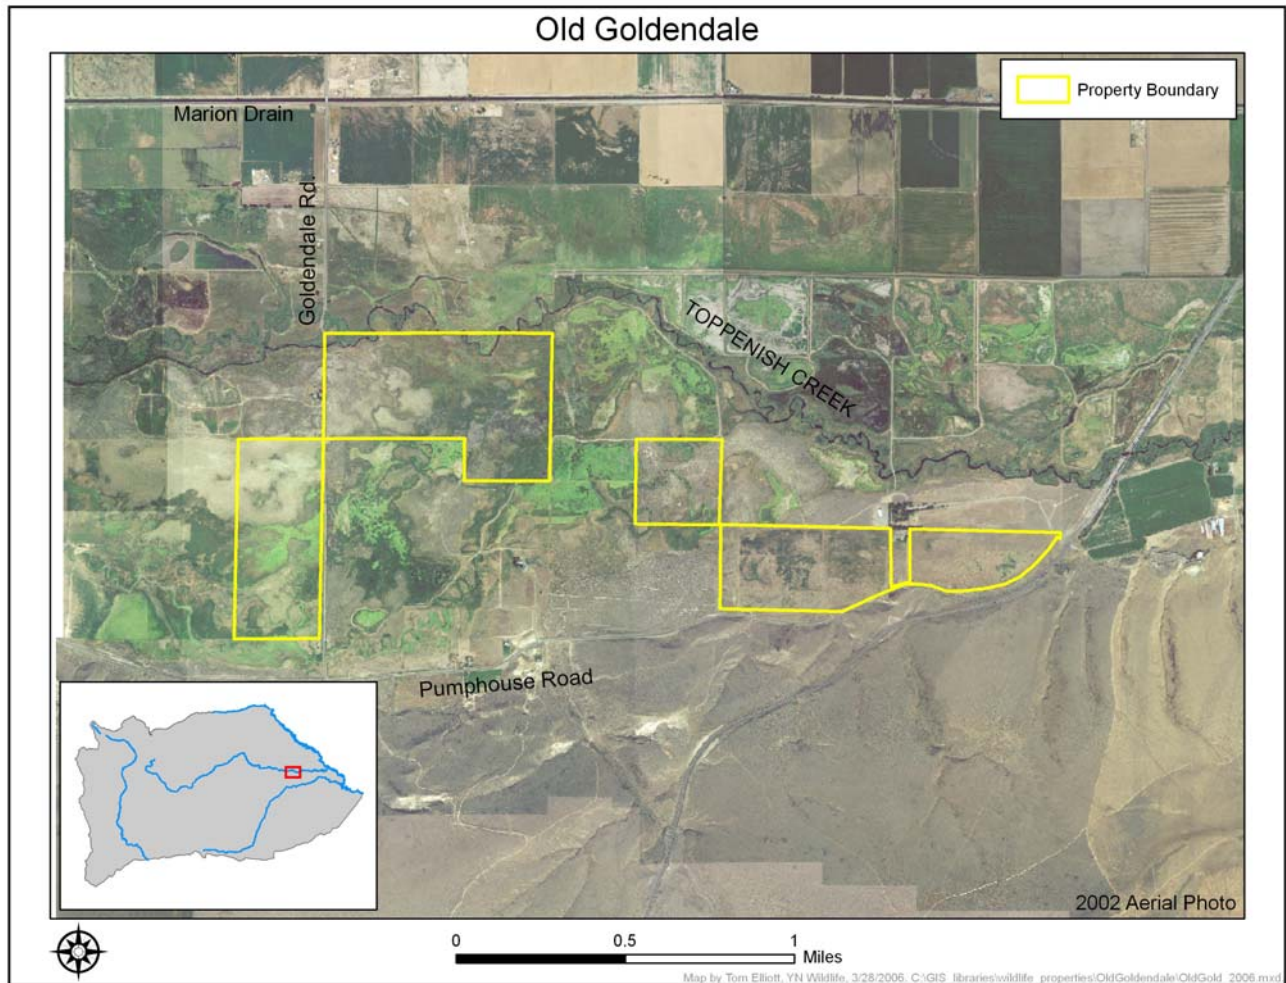 Old Goldendale
Property Boundary
Marion Drain
Goldendale Rd.
TOPPENISH CREEK
Pumphouse Road
2002 Aerial Photo
0 0.5 1
Miles
Map by Tom Elliott, YN Wildlife, 3/28/2006, C:\GIS_libraries\wildlife_properties\OldGoldendale\OldGold_2006.mxd